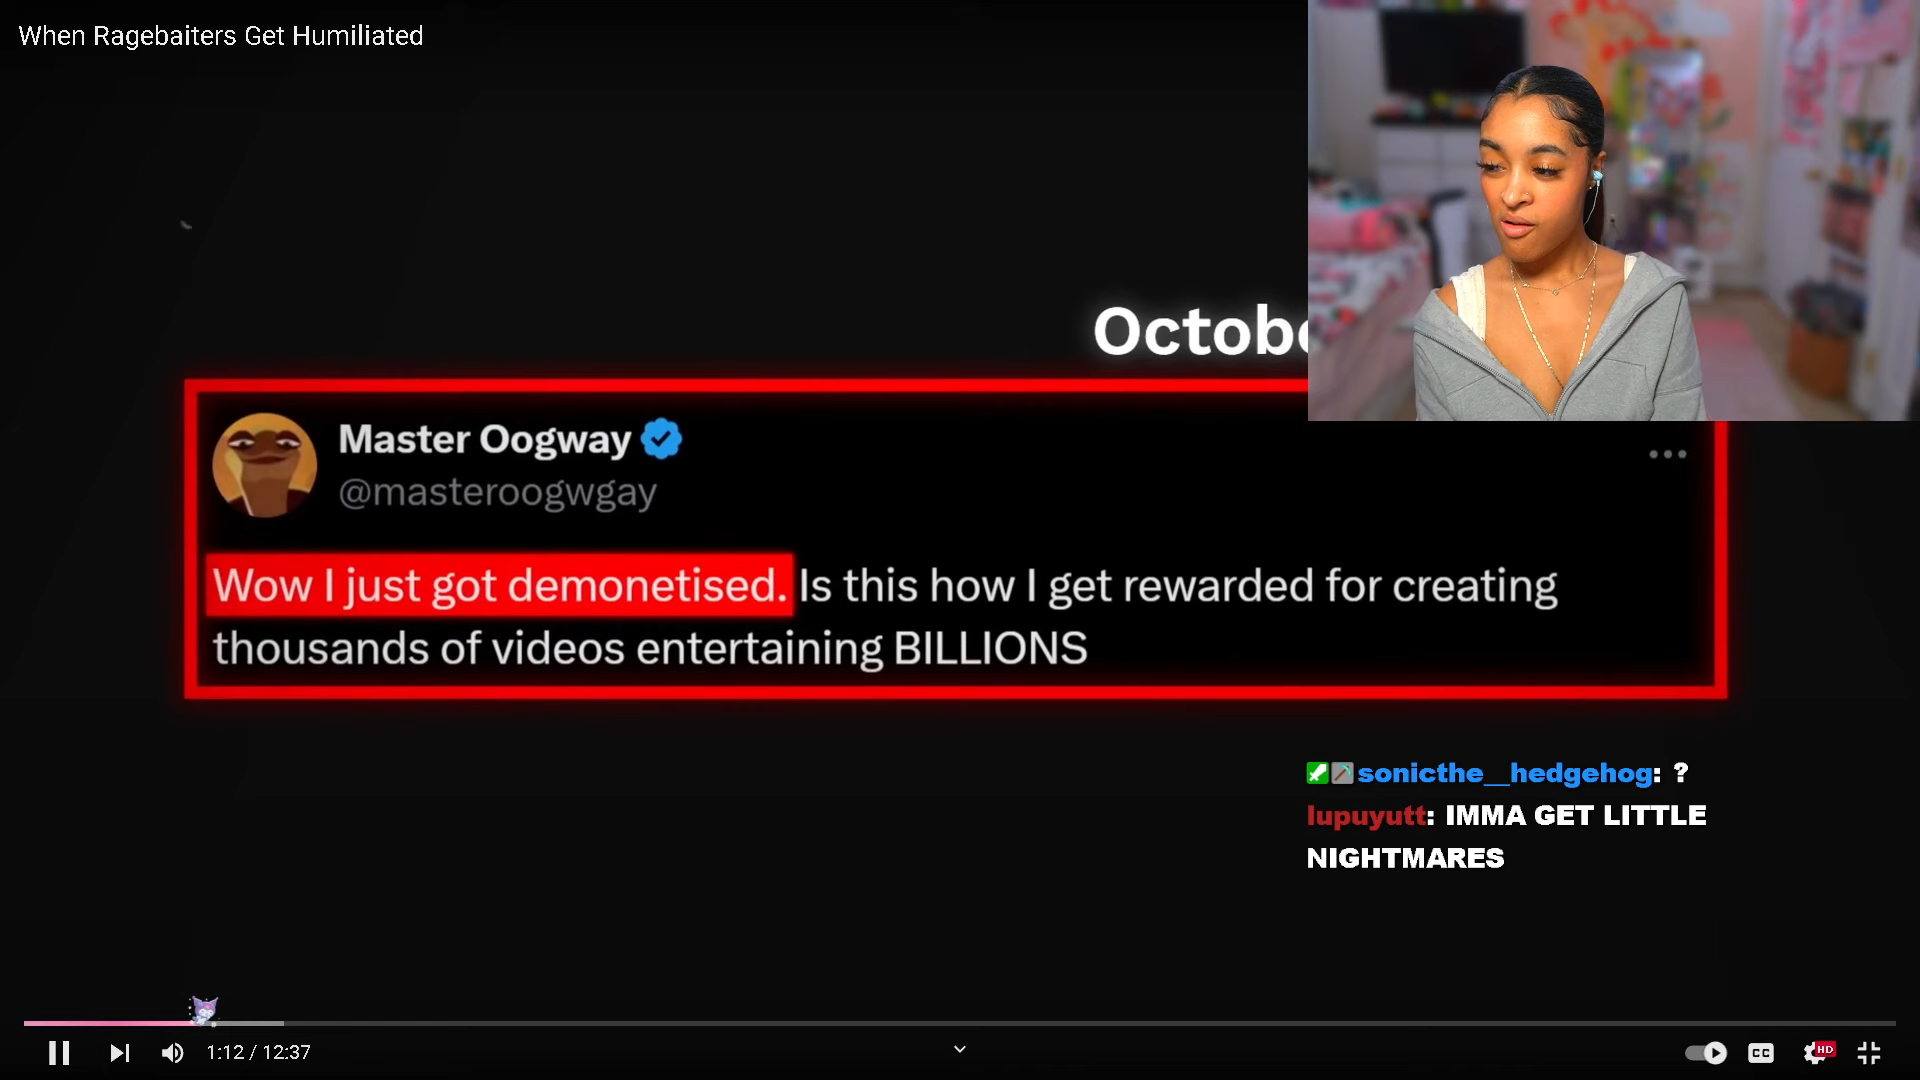 When Ragebaiters Get Humiliated
Octob
Master Oogway
@masteroogwgay
Wow I just got demonetised. Is this how I get rewarded for creating
thousands of videos entertaining BILLIONS
sonicthe__hedgehog: ?
lupuyutt: IMMA GET LITTLE
NIGHTMARES
1:12 / 12:37
CC
HD